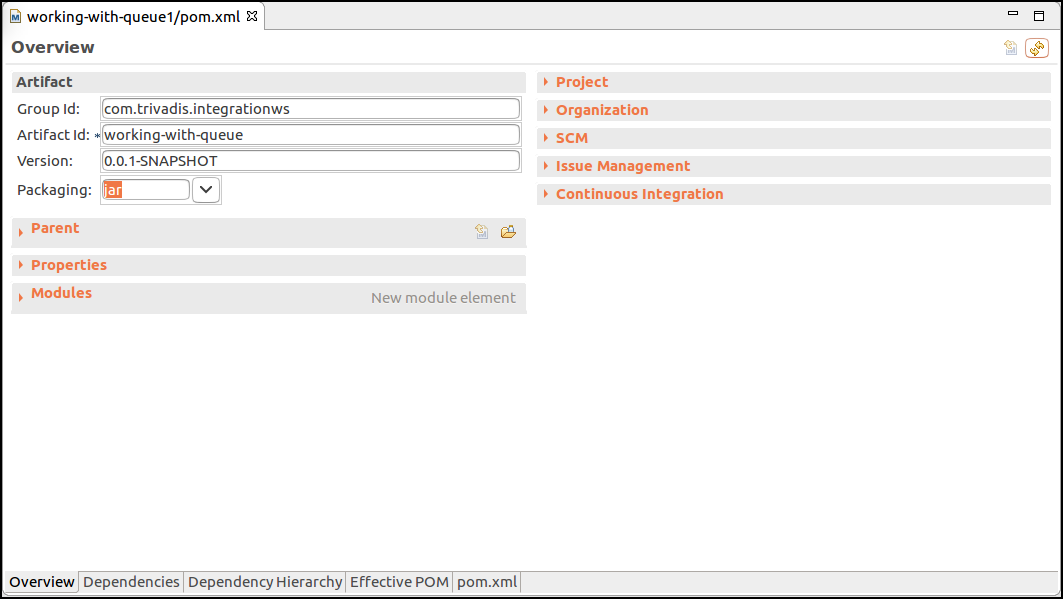 working-with-queue1/pom.xml
Overview
Artifact
Group Id: com.trivadis.integrationws
Artifact Id: * working-with-queue
Version: 0.0.1-SNAPSHOT
Packaging: jar
Parent
Properties
Modules New module element
Project
Organization
SCM
Issue Management
Continuous Integration
Overview Dependencies Dependency Hierarchy Effective POM pom.xml